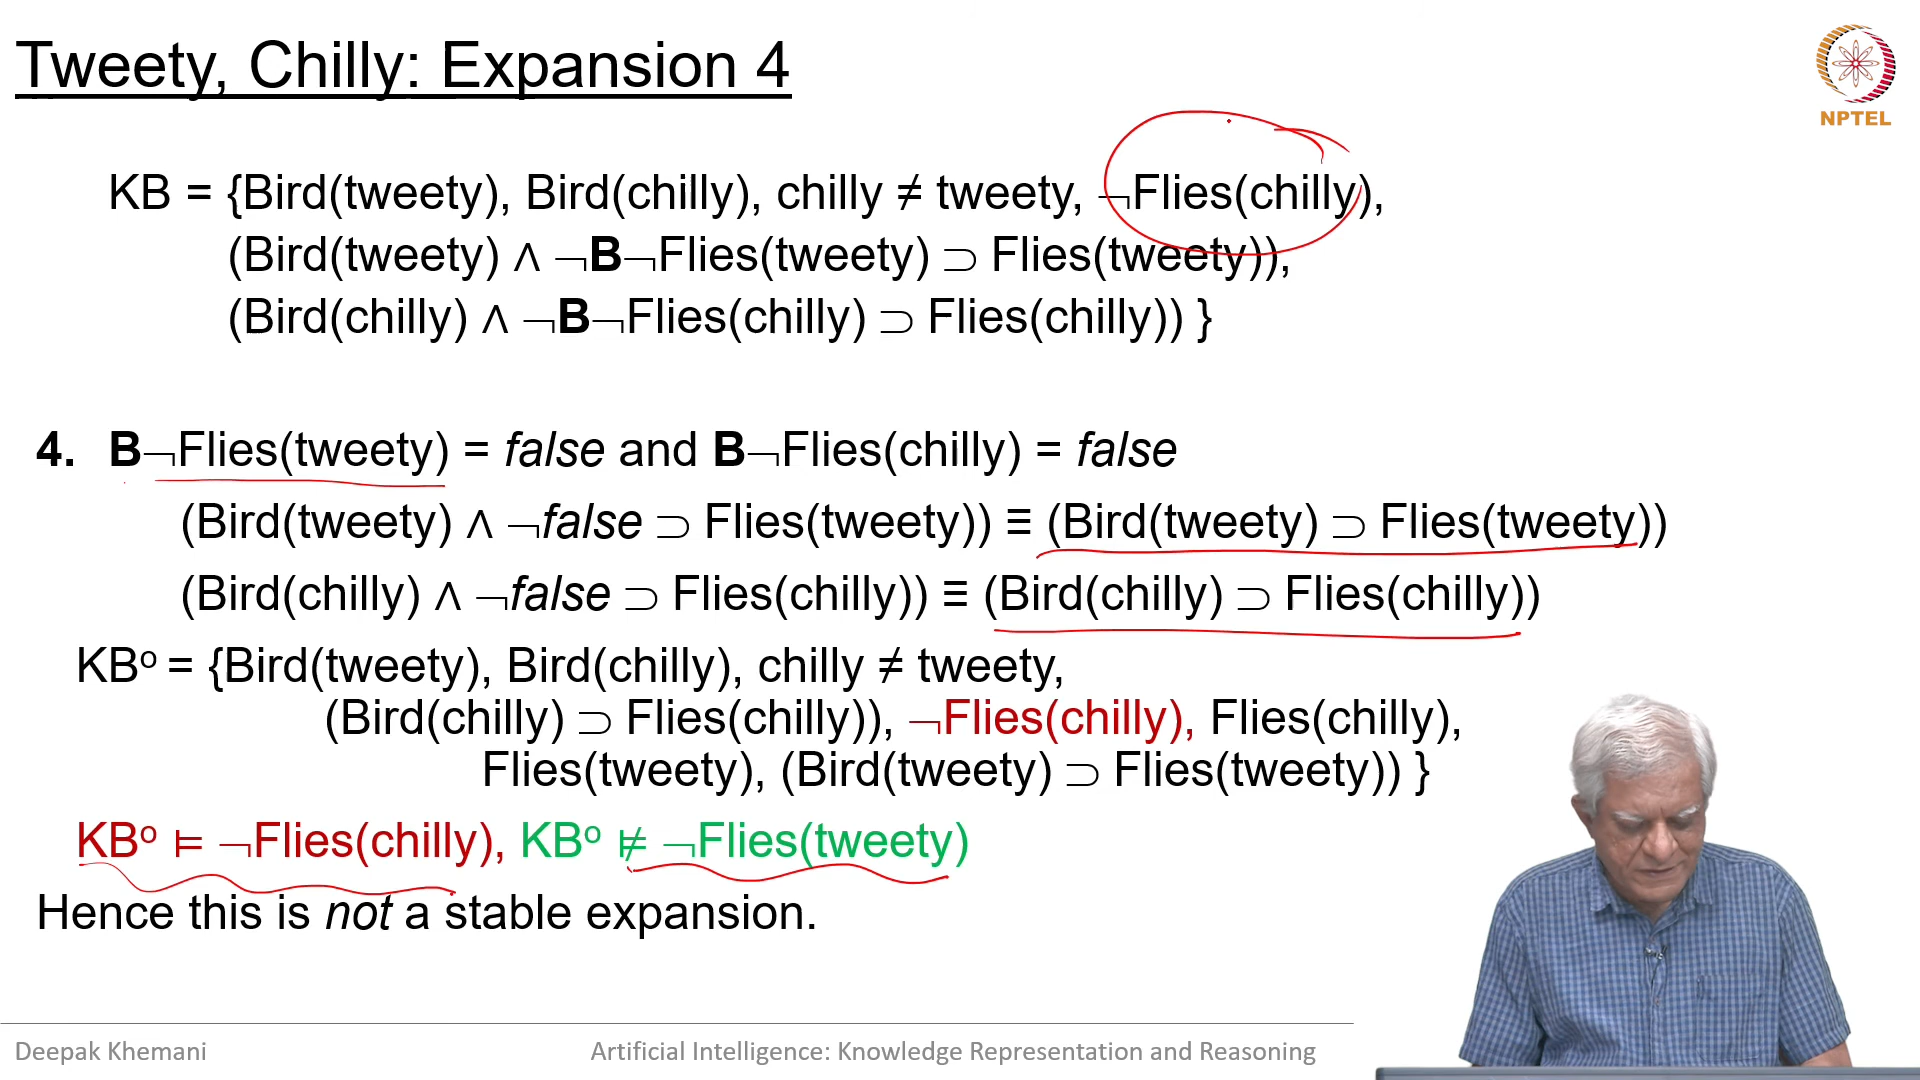 Tweety, Chilly: Expansion 4
NPTEL
KB = {Bird(tweety), Bird(chilly), chilly ≠ tweety, ¬Flies(chilly),
(Bird(tweety) ∧ ¬B¬Flies(tweety) ⊃ Flies(tweety)),
(Bird(chilly) ∧ ¬B¬Flies(chilly) ⊃ Flies(chilly)) }
4. B¬Flies(tweety) = false and B¬Flies(chilly) = false
(Bird(tweety) ∧ ¬false ⊃ Flies(tweety)) ≡ (Bird(tweety) ⊃ Flies(tweety))
(Bird(chilly) ∧ ¬false ⊃ Flies(chilly)) ≡ (Bird(chilly) ⊃ Flies(chilly))
KBº = {Bird(tweety), Bird(chilly), chilly ≠ tweety,
(Bird(chilly) ⊃ Flies(chilly)), ¬Flies(chilly), Flies(chilly),
Flies(tweety), (Bird(tweety) ⊃ Flies(tweety)) }
KBº ⊨ ¬Flies(chilly), KBº ⊭ ¬Flies(tweety)
Hence this is not a stable expansion.
Deepak Khemani
Artificial Intelligence: Knowledge Representation and Reasoning